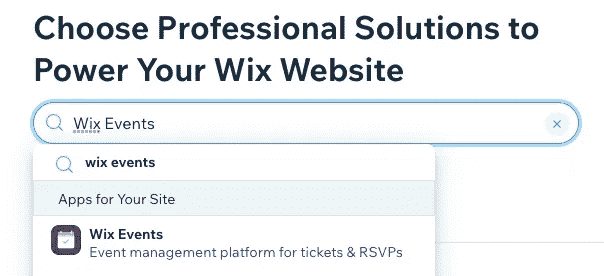 Choose Professional Solutions to
Power Your Wix Website
Wix Events
wix events
Apps for Your Site
Wix Events
Event management platform for tickets & RSVPs